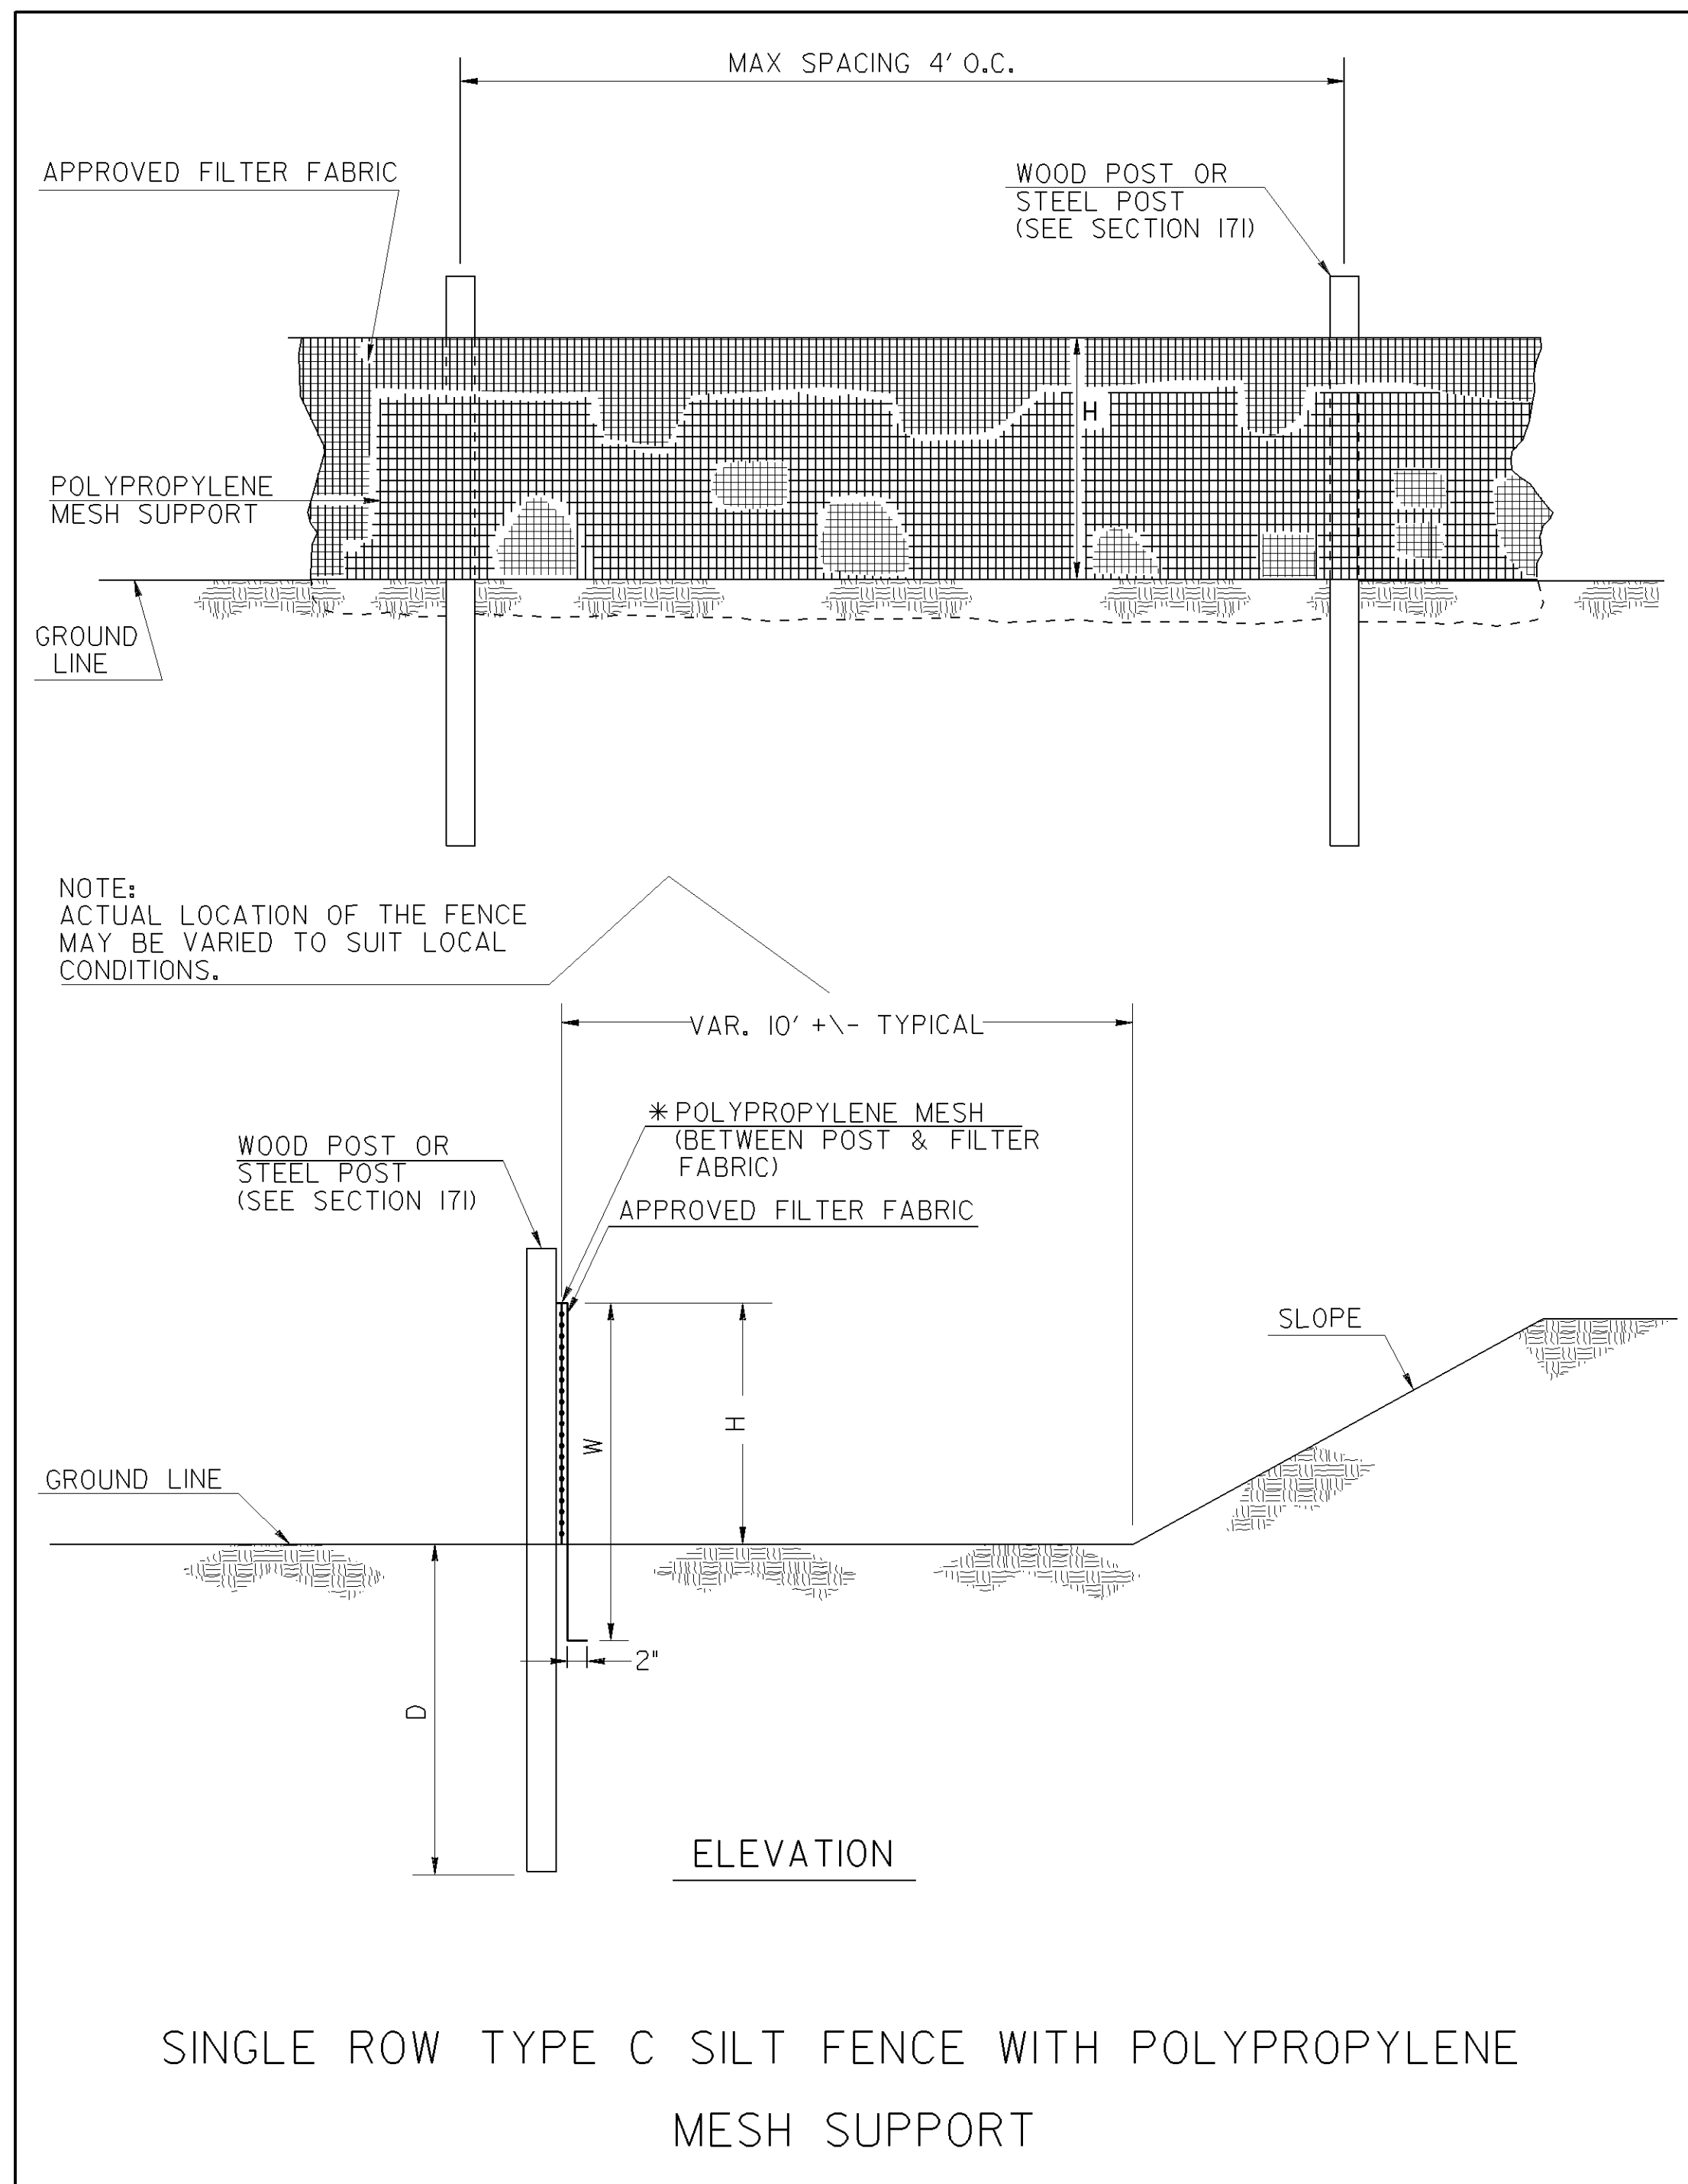 MAX SPACING 4' O.C.
APPROVED FILTER FABRIC
WOOD POST OR
STEEL POST
(SEE SECTION 171)
H
POLYPROPYLENE
MESH SUPPORT
GROUND
LINE
NOTE:
ACTUAL LOCATION OF THE FENCE
MAY BE VARIED TO SUIT LOCAL
CONDITIONS.
VAR. 10' +\- TYPICAL
* POLYPROPYLENE MESH
(BETWEEN POST & FILTER
FABRIC)
WOOD POST OR
STEEL POST
(SEE SECTION 171)
APPROVED FILTER FABRIC
SLOPE
W
H
GROUND LINE
2"
D
ELEVATION
SINGLE ROW TYPE C SILT FENCE WITH POLYPROPYLENE
MESH SUPPORT